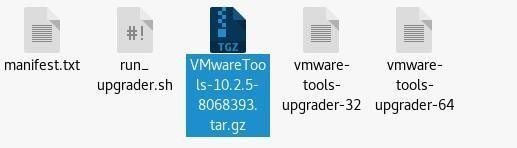 #!
TGZ
manifest.txt
run_
upgrader.sh
VMwareToo
ls-10.2.5-
8068393.
tar.gz
vmware-
tools-
upgrader-32
vmware-
tools-
upgrader-64